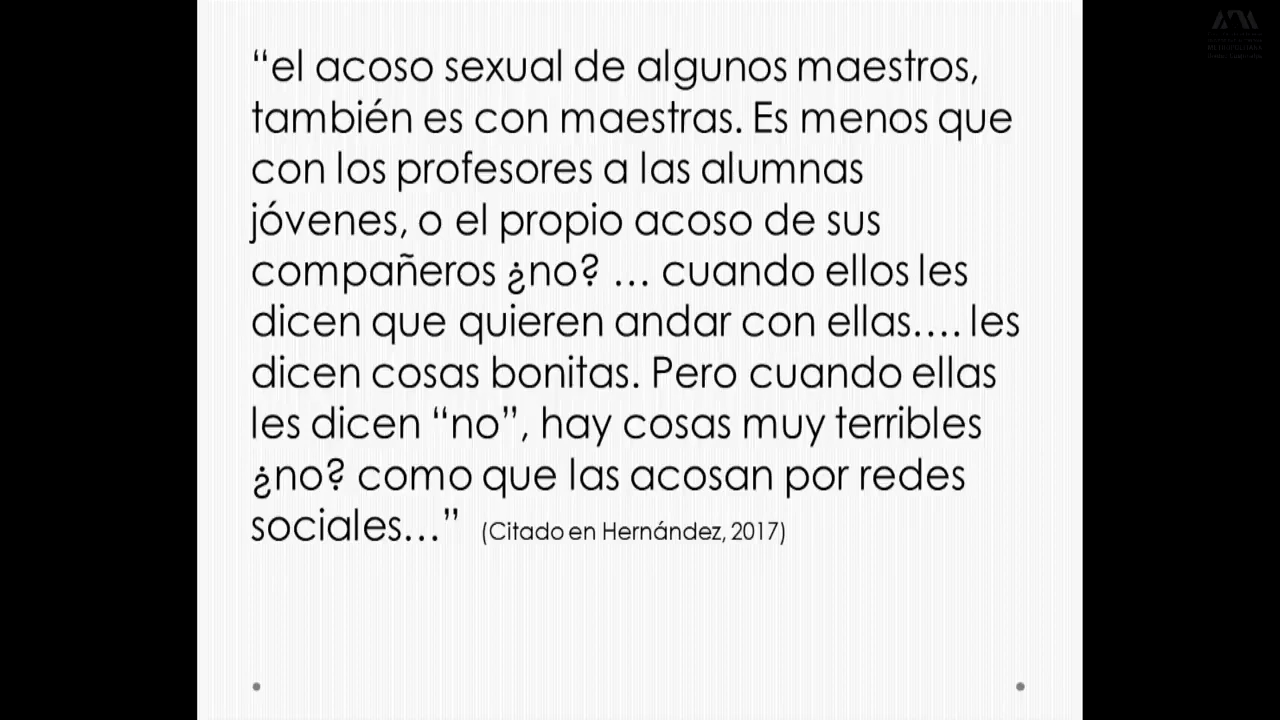 “el acoso sexual de algunos maestros,
también es con maestras. Es menos que
con los profesores a las alumnas
jóvenes, o el propio acoso de sus
compañeros ¿no? … cuando ellos les
dicen que quieren andar con ellas…. les
dicen cosas bonitas. Pero cuando ellas
les dicen “no”, hay cosas muy terribles
¿no? como que las acosan por redes
sociales…” (Citado en Hernández, 2017)